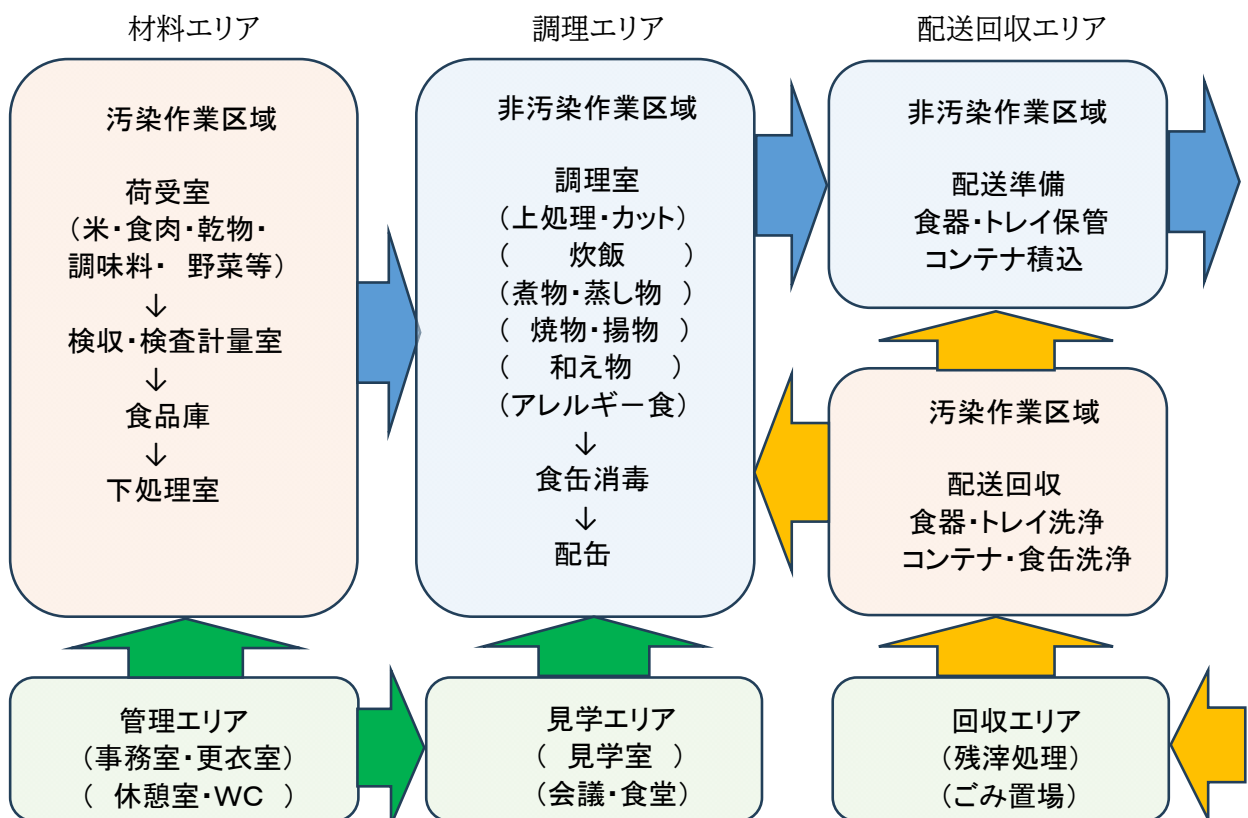 材料エリア
汚染作業区域
荷受室
（米・食肉・乾物・
調味料・ 野菜等）
↓
検収・検査計量室
↓
食品庫
↓
下処理室
調理エリア
非汚染作業区域
調理室
（上処理・カット）
（ 炊飯 ）
（煮物・蒸し物 ）
（ 焼物・揚物 ）
（ 和え物 ）
（アレルギー食）
↓
食缶消毒
↓
配缶
配送回収エリア
非汚染作業区域
配送準備
食器・トレイ保管
コンテナ積込
汚染作業区域
配送回収
食器・トレイ洗浄
コンテナ・食缶洗浄
管理エリア
（事務室・更衣室）
（ 休憩室・WC ）
見学エリア
（ 見学室 ）
（会議・食堂）
回収エリア
（残滓処理）
（ごみ置場）